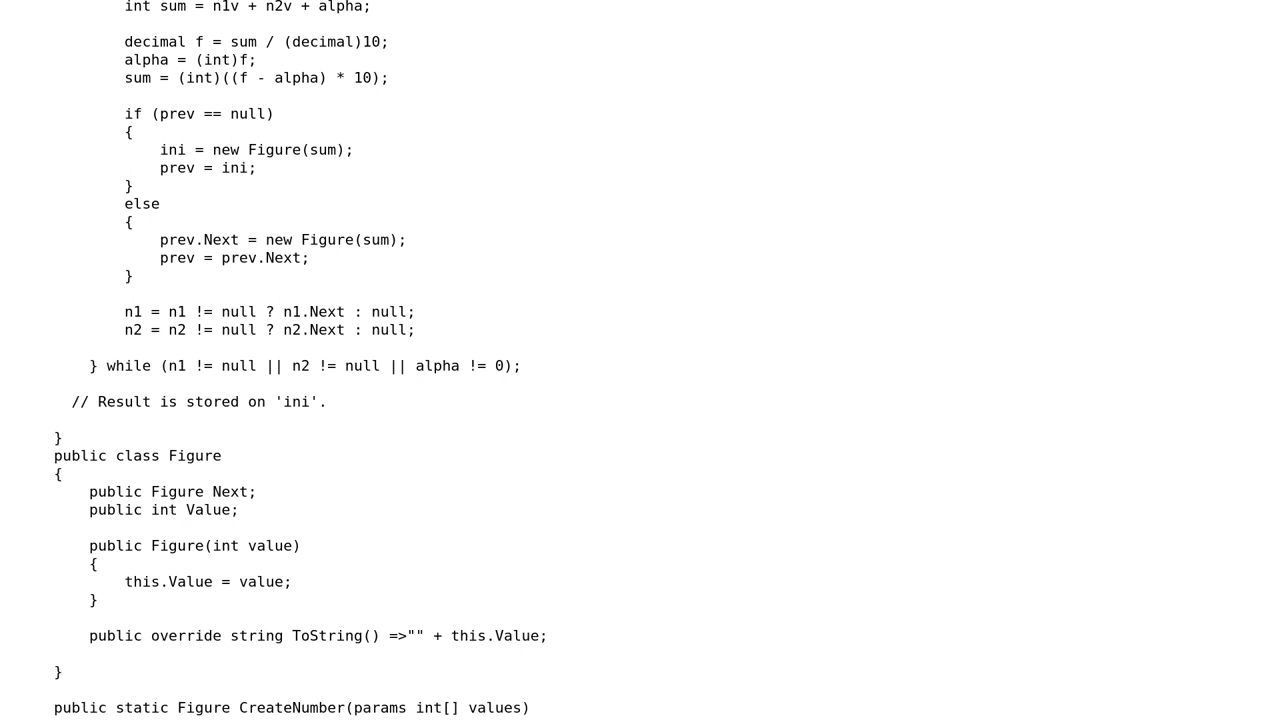 int sum = n1v + n2v + alpha;
decimal f = sum / (decimal)10;
alpha = (int)f;
sum = (int)((f - alpha) * 10);
if (prev == null)
{
ini = new Figure(sum);
prev = ini;
}
else
{
prev.Next = new Figure(sum);
prev = prev.Next;
}
n1 = n1 != null ? n1.Next : null;
n2 = n2 != null ? n2.Next : null;
} while (n1 != null || n2 != null || alpha != 0);
// Result is stored on 'ini'.
}
public class Figure
{
public Figure Next;
public int Value;
public Figure(int value)
{
this.Value = value;
}
public override string ToString() =>"" + this.Value;
}
public static Figure CreateNumber(params int[] values)